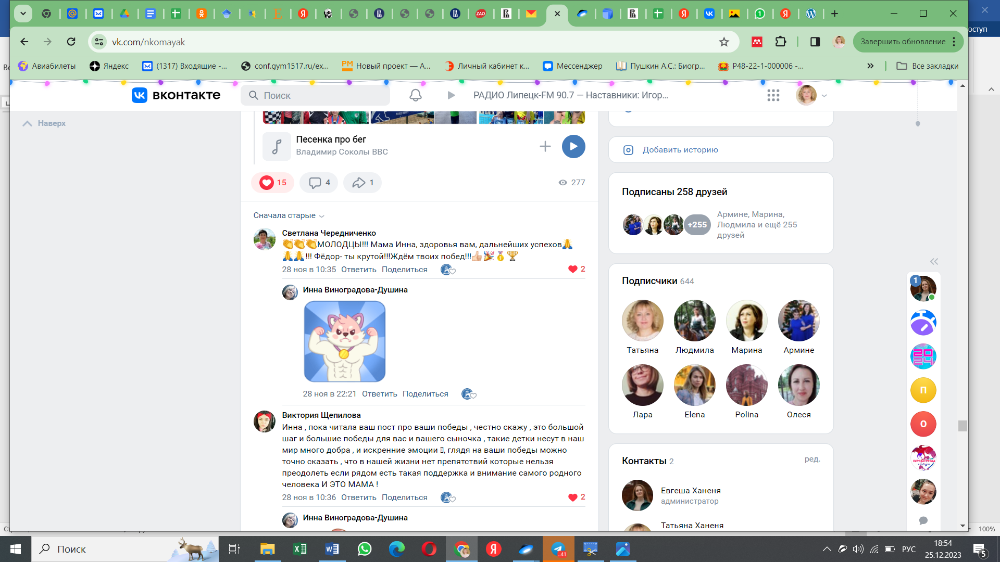 ZAO
1
оступ
vk.com/nkomayak
Завершить обновление
Авиабилеты
Яндекс
(1317) Входящие -...
conf.gym1517.ru/ex...
Новый проект — А...
Личный кабинет к...
Мессенджер
Пушкин А.С.: Биогр...
Р48-22-1-000006 -...
Все закладки
вконтакте
Поиск
РАДИО Липецк-FM 90.7 — Наставники: Игор...
Наверх
Песенка про бег
Владимир Соколы ВВС
15
4
1
277
Сначала старые
Светлана Чередниченко
👏👏👏МОЛОДЦЫ!!! Мама Инна, здоровья вам, дальнейших успехов🙏
🙏🙏!!! Фёдор- ты крутой!!!Ждём твоих побед!!!👍🎉🥇🏆
28 ноя в 10:35 Ответить Поделиться
2
Инна Виноградова-Душина
28 ноя в 22:21 Ответить Поделиться
Виктория Щепилова
Инна , пока читала ваш пост про ваши победы , честно скажу , это большой
шаг и большие победы для вас и вашего сыночка , такие детки несут в наш
мир много добра , и искренние эмоции , глядя на ваши победы можно
точно сказать , что в нашей жизни нет препятствий которые нельзя
преодолеть если рядом есть такая поддержка и внимание самого родного
человека И ЭТО МАМА !
28 ноя в 10:36 Ответить Поделиться
2
Инна Виноградова-Душина
Добавить историю
Подписаны 258 друзей
+255
Армине, Марина,
Людмила и ещё 255
друзей
Подписчики 644
Татьяна
Людмила
Марина
Армине
Лара
Elena
Polina
Олеся
Контакты 2
ред.
Евгеша Ханеня
администратор
Татьяна Ханеня
1
2024
П
О
ПЕРЕЗАГРУЗКА
100%
Поиск
41
РУС
18:54
25.12.2023
5